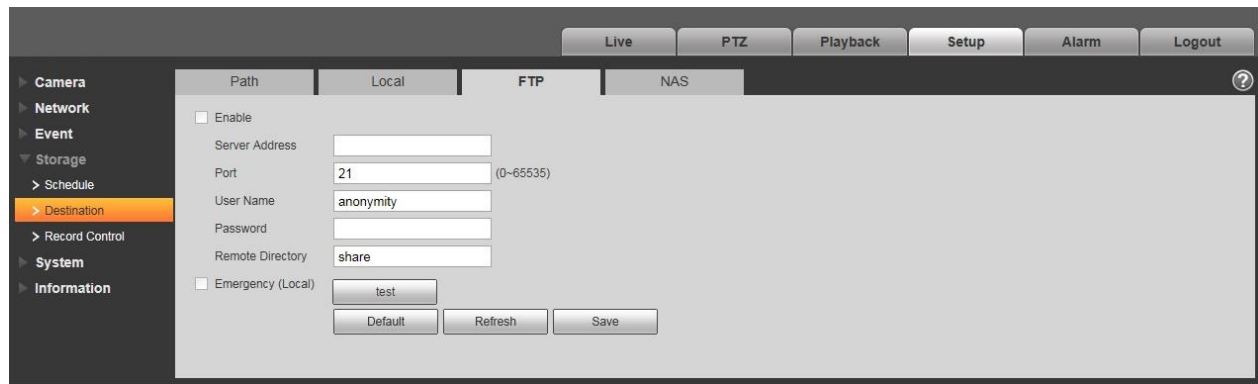 Live PTZ Playback Setup Alarm Logout
Camera
Network
Event
Storage
> Schedule
> Destination
> Record Control
System
Information
Path Local FTP NAS ?
Enable
Server Address
Port 21 (0~65535)
User Name anonymity
Password
Remote Directory share
Emergency (Local) test
Default Refresh Save